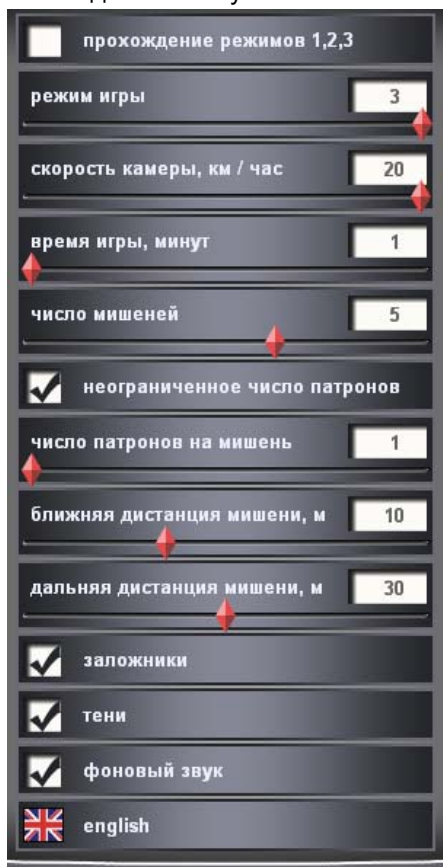 прохождение режимов 1,2,3
режим игры 3
скорость камеры, км / час 20
время игры, минут 1
число мишеней 5
неограниченное число патронов
число патронов на мишень 1
ближняя дистанция мишени, м 10
дальняя дистанция мишени, м 30
заложники
тени
фоновый звук
english